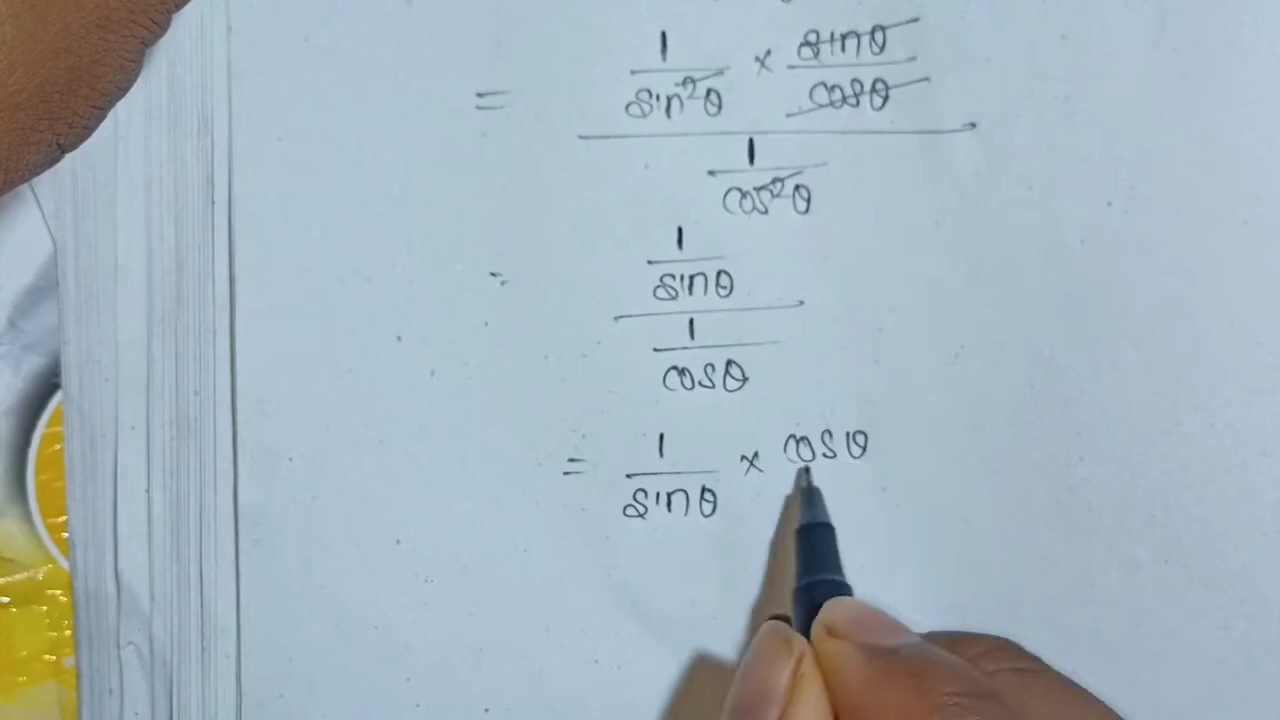 = 1/sin²θ × sinθ/cosθ
1/cos²θ
= 1/sinθ
1/cosθ
= 1/sinθ × cosθ